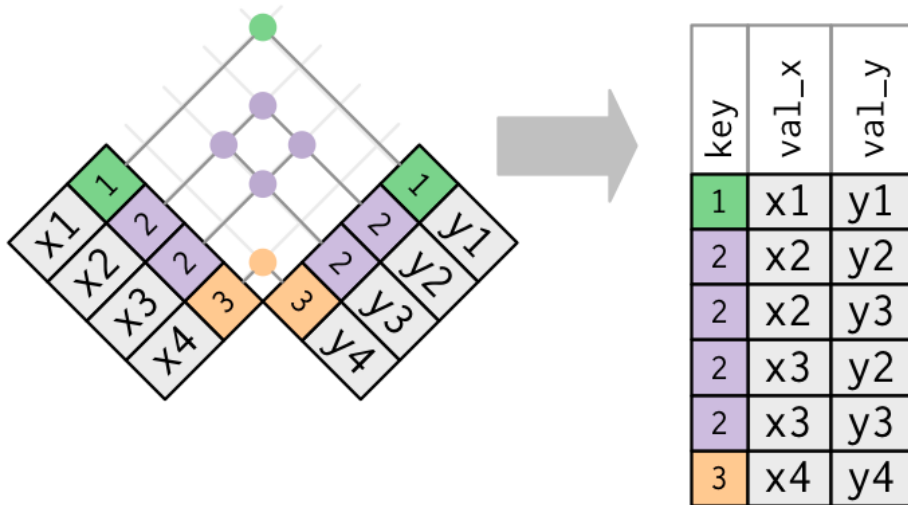 1 x1
2 x2
2 x3
3 x4
1 y1
2 y2
2 y3
3 y4
key val_x val_y
1 x1 y1
2 x2 y2
2 x2 y3
2 x3 y2
2 x3 y3
3 x4 y4